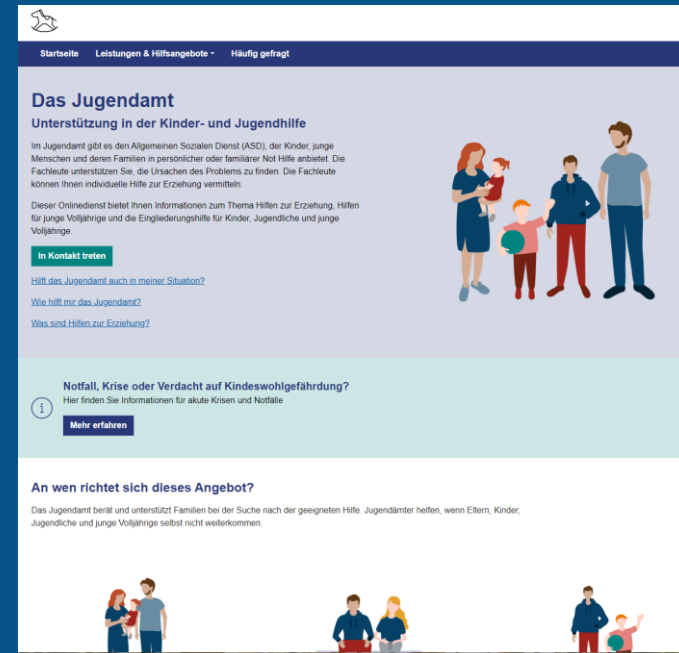 Startseite Leistungen & Hilfsangebote Häufig gefragt
Das Jugendamt
Unterstützung in der Kinder- und Jugendhilfe
Im Jugendamt gibt es den Allgemeinen Sozialen Dienst (ASD), der Kinder, junge
Menschen und deren Familien in persönlicher oder familiärer Not Hilfe anbietet. Die
Fachleute unterstützen Sie, die Ursachen des Problems zu finden. Die Fachleute
können Ihnen individuelle Hilfe zur Erziehung vermitteln.
Dieser Onlinedienst bietet Ihnen Informationen zum Thema Hilfen zur Erziehung, Hilfen
für junge Volljährige und die Eingliederungshilfe für Kinder, Jugendliche und junge
Volljährige.
In Kontakt treten
Hilft das Jugendamt auch in meiner Situation?
Wie hilft mir das Jugendamt?
Was sind Hilfen zur Erziehung?
Notfall, Krise oder Verdacht auf Kindeswohlgefährdung?
Hier finden Sie Informationen für akute Krisen und Notfälle
Mehr erfahren
An wen richtet sich dieses Angebot?
Das Jugendamt berät und unterstützt Familien bei der Suche nach der geeigneten Hilfe. Jugendämter helfen, wenn Eltern, Kinder,
Jugendliche und junge Volljährige selbst nicht weiterkommen.